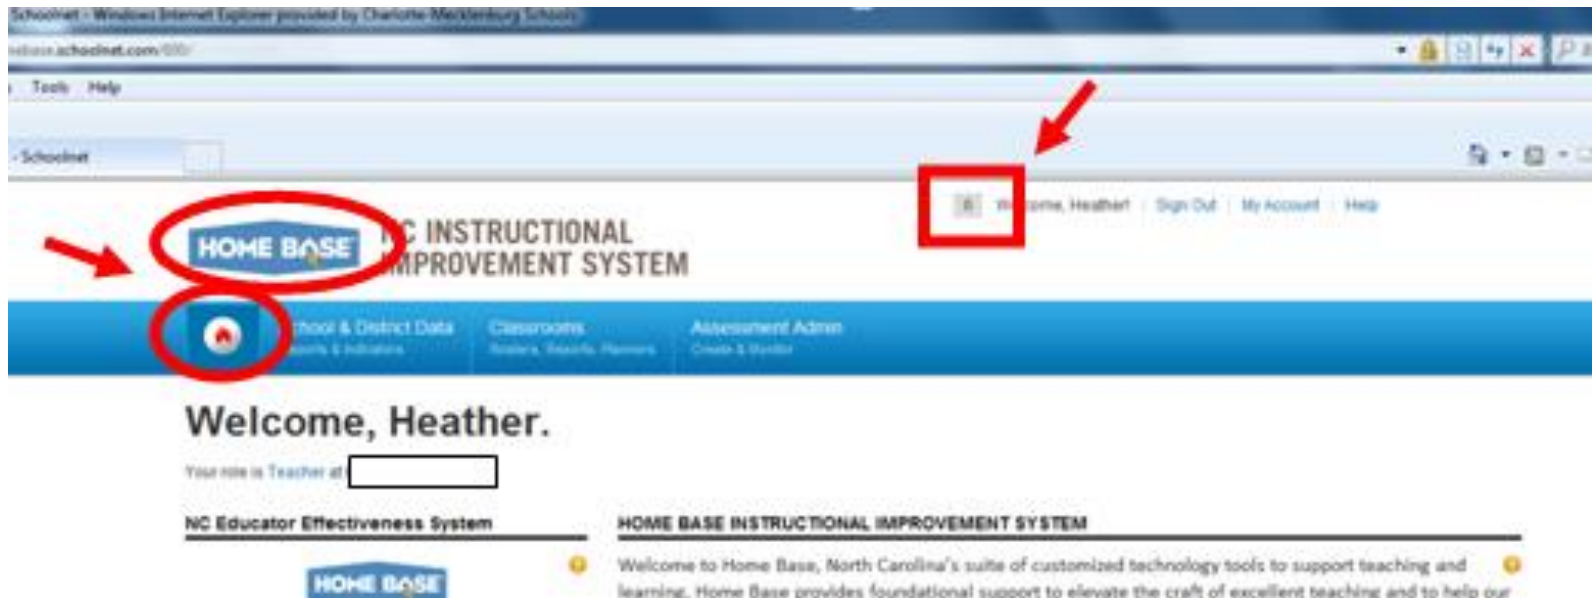 Schoolnet - Windows Internet Explorer provided by Charlotte-Mecklenburg Schools
schoolnet.com
Tools Help
- Schoolnet
Welcome, Heather! Sign Out My Account Help
HOME BASE
NC INSTRUCTIONAL
IMPROVEMENT SYSTEM
School & District Data Classrooms Assessment Admin
Reports & Indicators Rosters, Reports, Planners Create & Monitor
Welcome, Heather.
Your role is Teacher at
NC Educator Effectiveness System
HOME BASE
HOME BASE INSTRUCTIONAL IMPROVEMENT SYSTEM
Welcome to Home Base, North Carolina's suite of customized technology tools to support teaching and
learning. Home Base provides foundational support to elevate the craft of excellent teaching and to help our